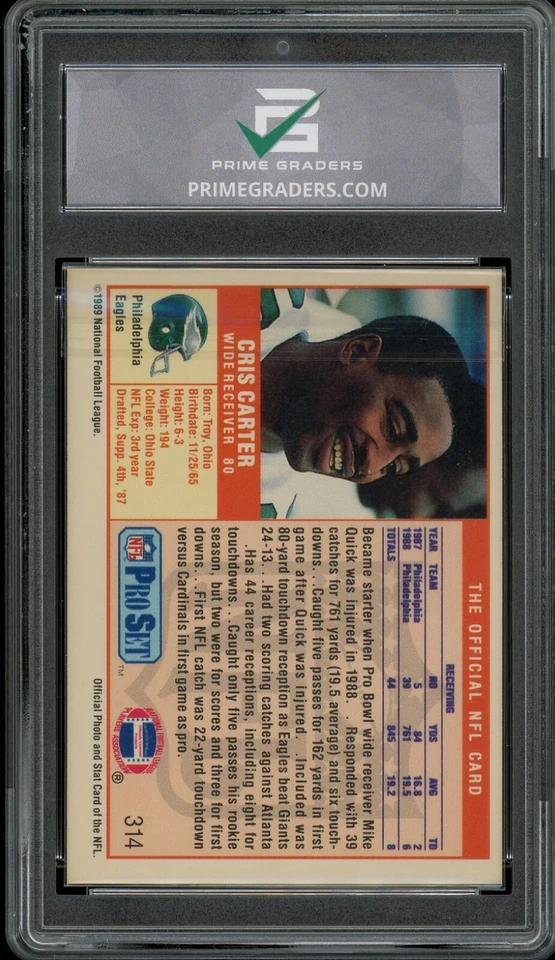 PG
PRIME GRADERS
PRIMEGRADERS.COM
THE OFFICIAL NFL CARD
CRIS CARTER
WIDE RECEIVER 80
Philadelphia
Eagles
Born: Troy, Ohio
Birthdate: 11/25/65
Height: 6-3
Weight: 194
College: Ohio State
NFL Exp: 3rd year
Drafted, Supp. 4th, '87
RECEIVING
YEAR TEAM NO YDS AVG TD
1987 Philadelphia 5 84 16.8 2
1988 Philadelphia 39 761 19.5 6
TOTALS 44 845 19.2 8
Became starter when Pro Bowl wide receiver Mike
Quick was injured in 1988. . .Responded with 39
catches for 761 yards (19.5 average) and six touch-
downs. . .Caught five passes for 162 yards in first
game after Quick was injured. . .Included was
80-yard touchdown reception as Eagles beat Giants
24-13. . .Had two scoring catches against Atlanta
. . .Has 44 career receptions, including eight for
touchdowns. . .Caught only five passes his rookie
season, but two were for scores and three for first
downs. . .First NFL catch was 22-yard touchdown
versus Cardinals in first game as pro.
NFL PRO SET ™
® 314
©1989 National Football League.
Official Photo and Stat Card of the NFL.